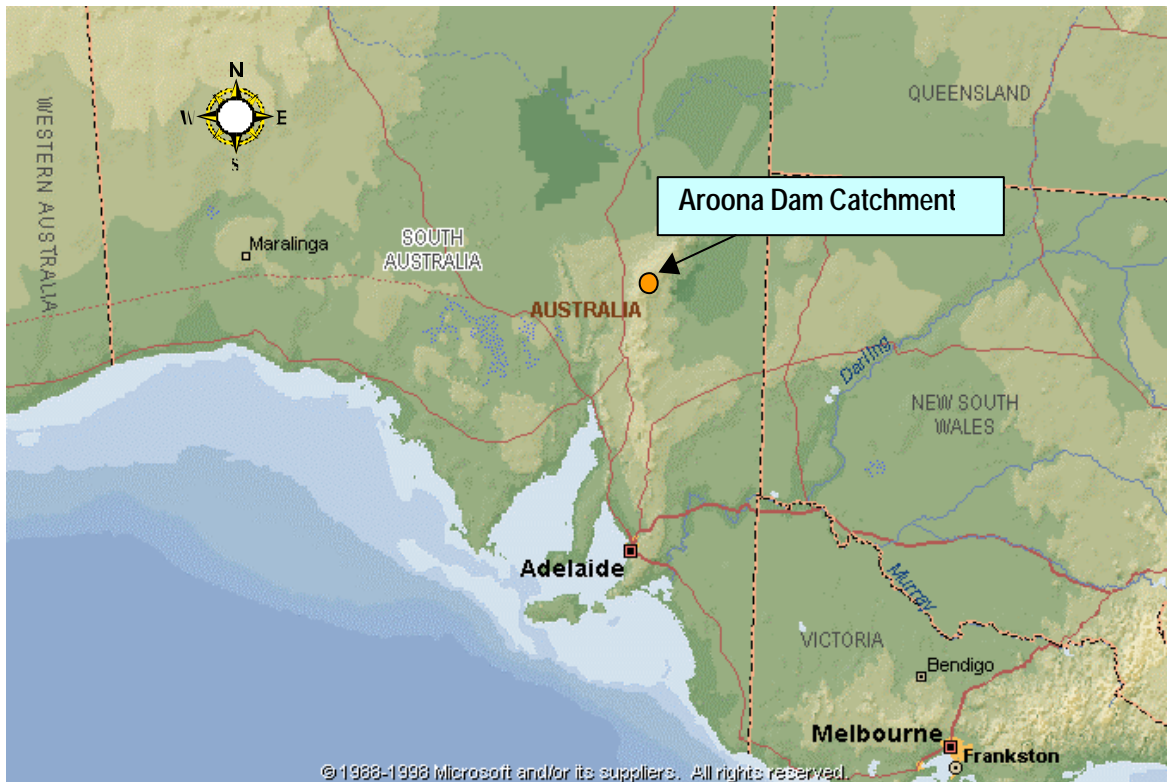 N
W
E
S
WESTERN AUSTRALIA
QUEENSLAND
Aroona Dam Catchment
Maralinga
SOUTH
AUSTRALIA
AUSTRALIA
Darling
NEW SOUTH
WALES
Adelaide
Murray
VICTORIA
Bendigo
Melbourne
Frankston
© 1988-1998 Microsoft and/or its suppliers. All rights reserved.